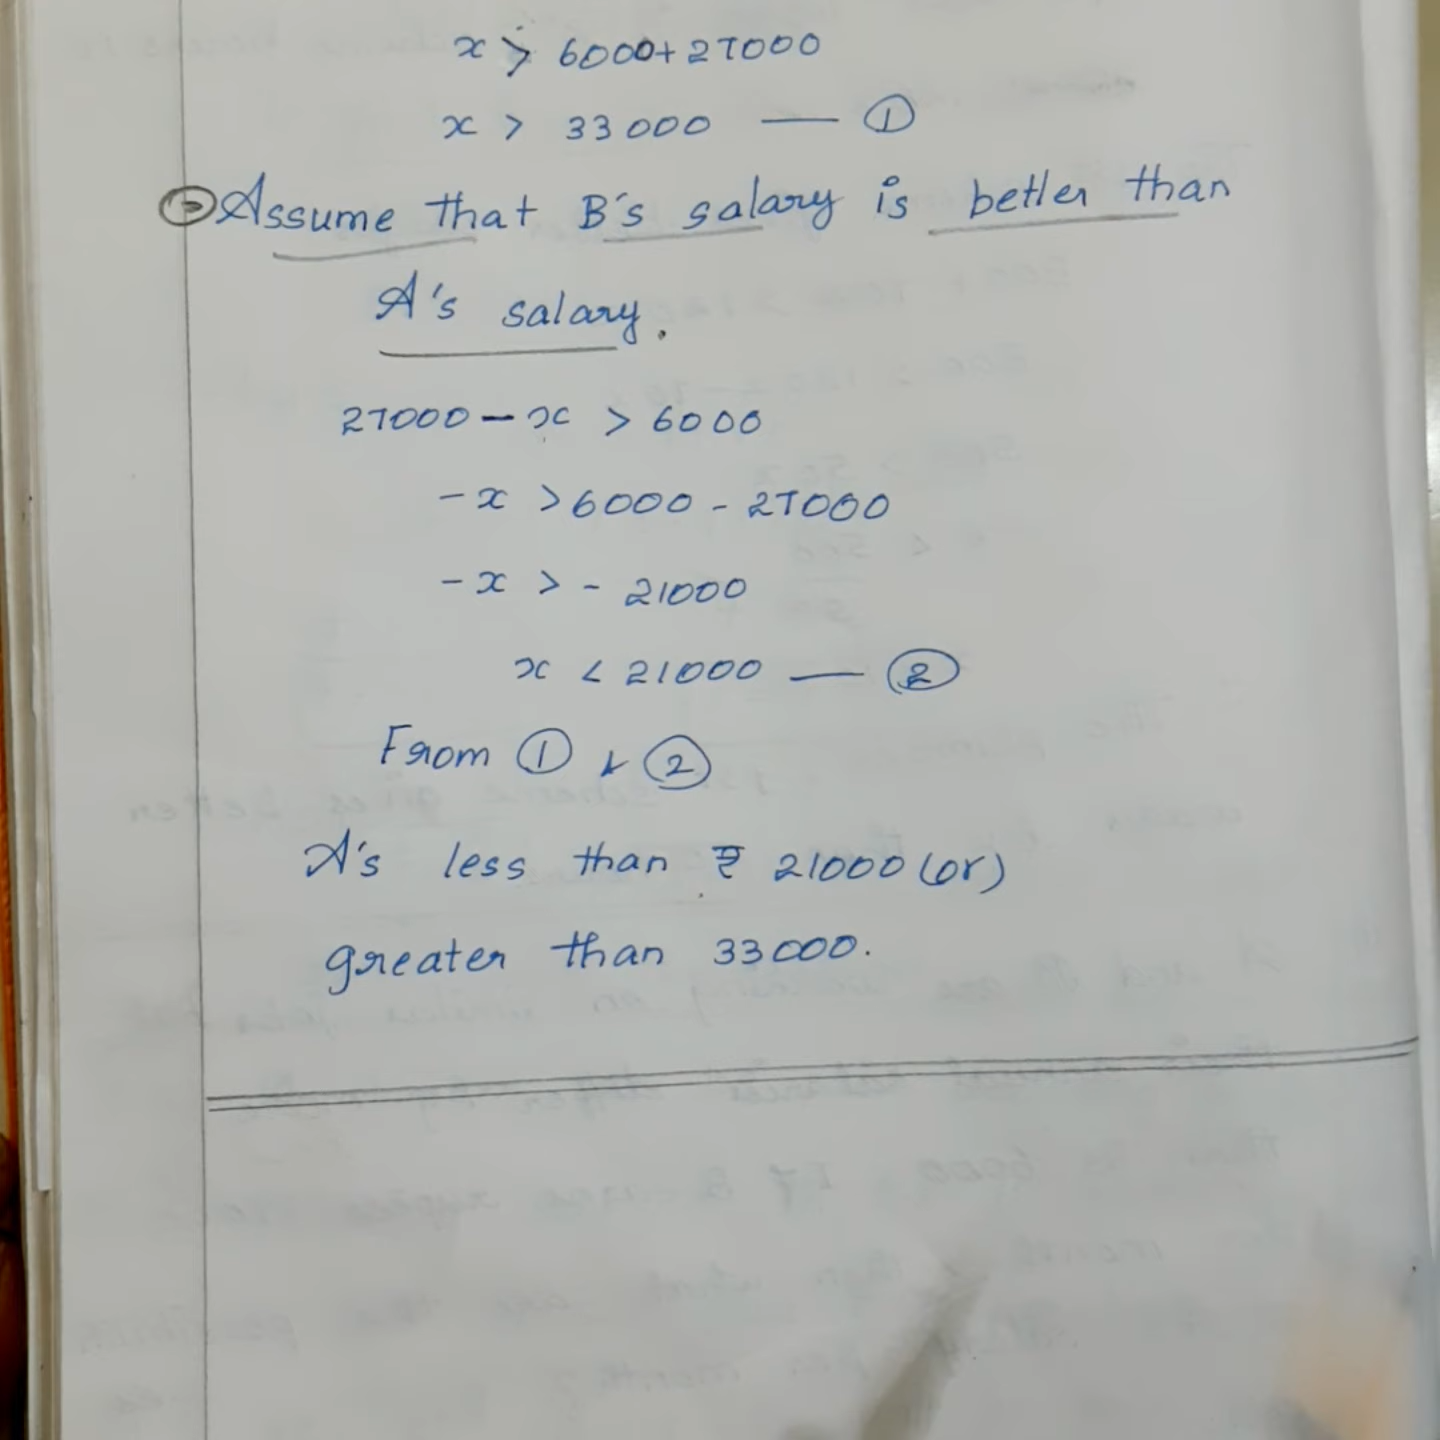 x > 6000+27000
x > 33000 — ①
Assume that B's salary is better than
A's salary.
27000 - x > 6000
-x > 6000 - 27000
-x > - 21000
x < 21000 — ②
From ① & ②
A's less than ₹ 21000 (or)
greater than 33000.